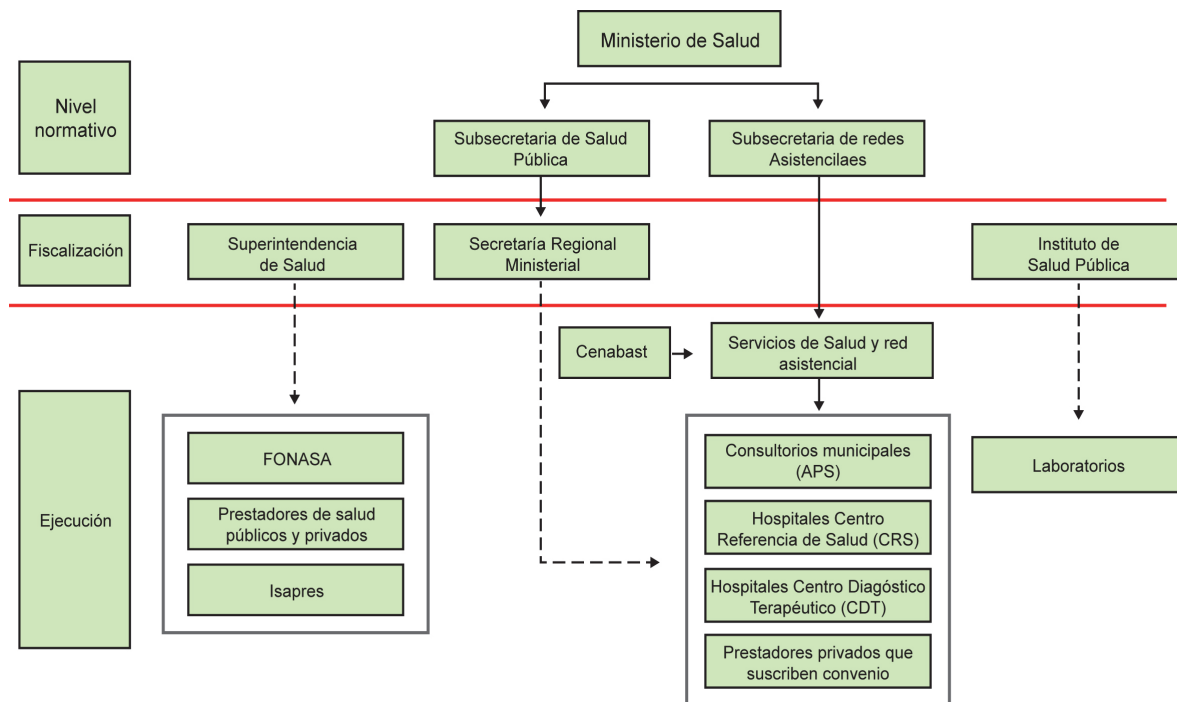 Ministerio de Salud
Nivel
normativo
Subsecretaria de Salud
Pública
Subsecretaria de redes
Asistencilaes
Fiscalización
Superintendencia
de Salud
Secretaría Regional
Ministerial
Instituto de
Salud Pública
Cenabast
Servicios de Salud y red
asistencial
Ejecución
FONASA
Prestadores de salud
públicos y privados
Isapres
Consultorios municipales
(APS)
Hospitales Centro
Referencia de Salud (CRS)
Hospitales Centro Diagóstico
Terapéutico (CDT)
Prestadores privados que
suscriben convenio
Laboratorios